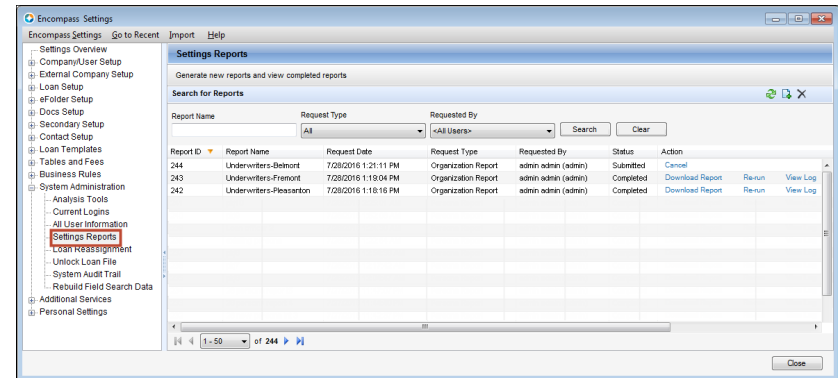 Encompass Settings
Encompass Settings Go to Recent Import Help
Settings Overview
Company/User Setup
External Company Setup
Loan Setup
eFolder Setup
Docs Setup
Secondary Setup
Contact Setup
Loan Templates
Tables and Fees
Business Rules
System Administration
Analysis Tools
Current Logins
All User Information
Settings Reports
Loan Reassignment
Unlock Loan File
System Audit Trail
Rebuild Field Search Data
Additional Services
Personal Settings
Settings Reports
Generate new reports and view completed reports
Search for Reports
Report Name Request Type Requested By
All <All Users> Search Clear
Report ID Report Name Request Date Request Type Requested By Status Action
244 Underwriters-Belmont 7/28/2016 1:21:11 PM Organization Report admin admin (admin) Submitted Cancel
243 Underwriters-Fremont 7/28/2016 1:19:04 PM Organization Report admin admin (admin) Completed Download Report Re-run View Log
242 Underwriters-Pleasanton 7/28/2016 1:18:16 PM Organization Report admin admin (admin) Completed Download Report Re-run View Log
1 - 50 of 244
Close